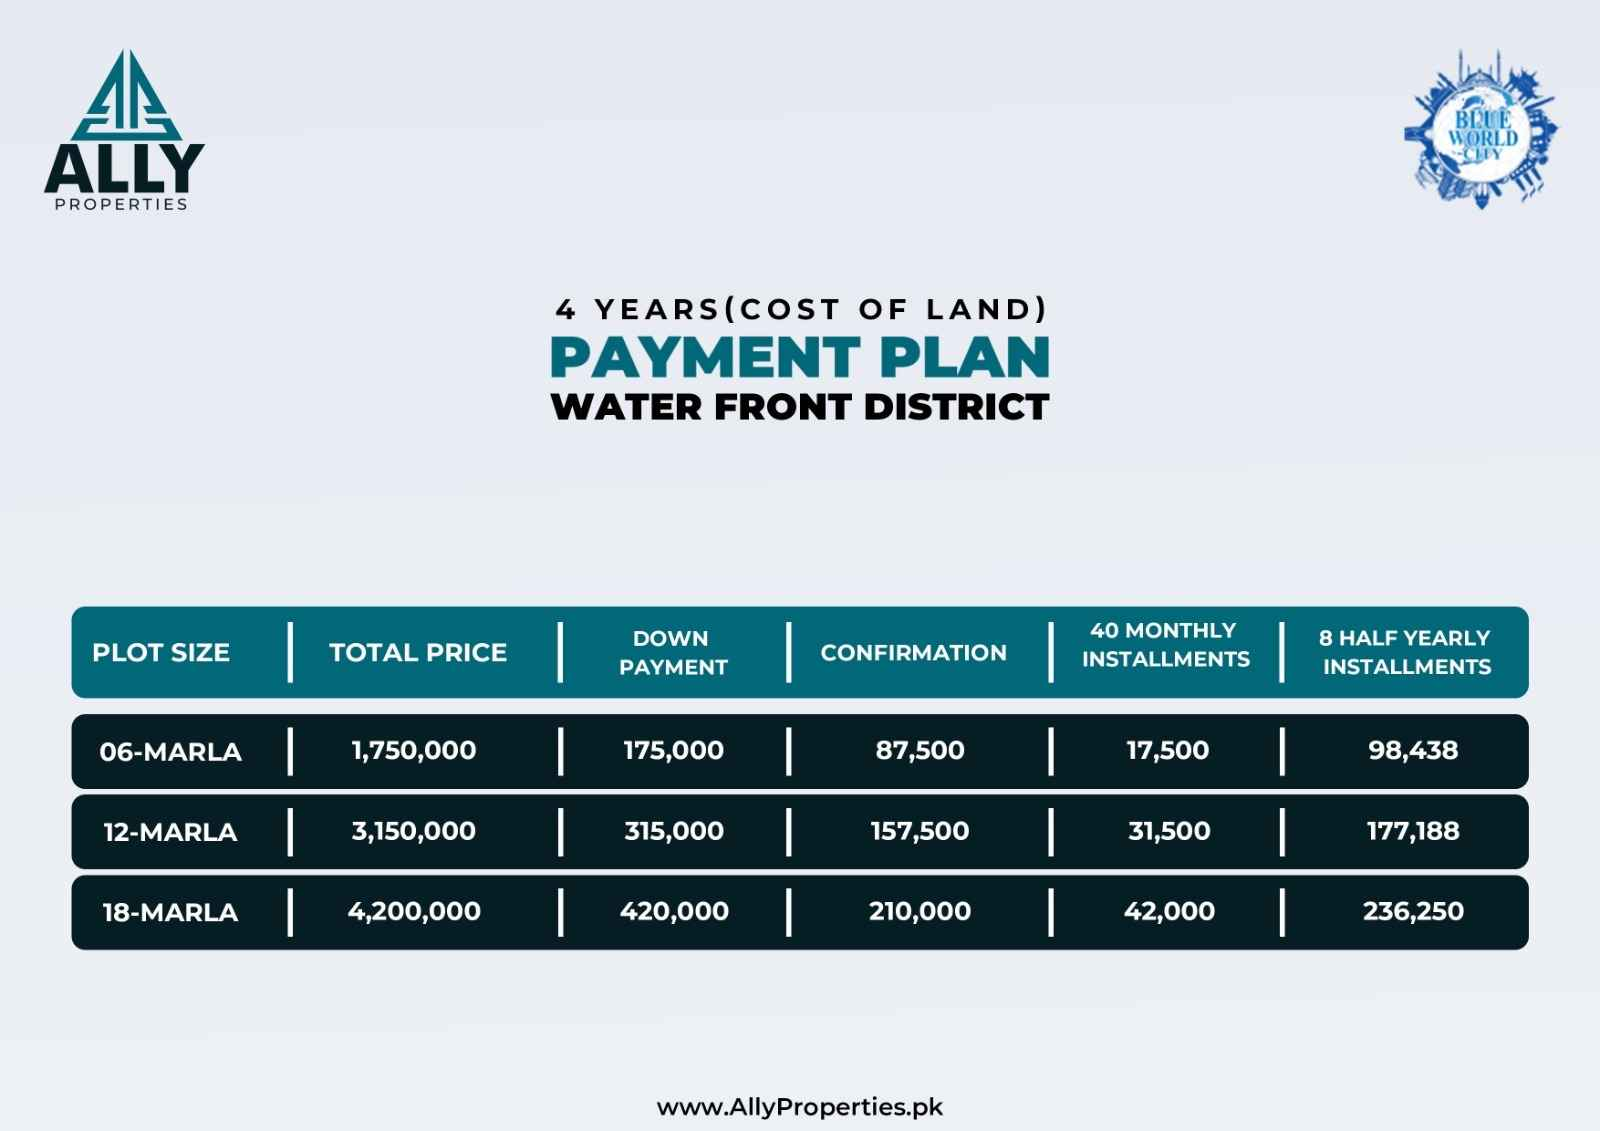 ALLY
PROPERTIES
BLUE
WORLD
CITY
4 YEARS(COST OF LAND)
PAYMENT PLAN
WATER FRONT DISTRICT
PLOT SIZE
TOTAL PRICE
DOWN
PAYMENT
CONFIRMATION
40 MONTHLY
INSTALLMENTS
8 HALF YEARLY
INSTALLMENTS
06-MARLA 1,750,000 175,000 87,500 17,500 98,438
12-MARLA 3,150,000 315,000 157,500 31,500 177,188
18-MARLA 4,200,000 420,000 210,000 42,000 236,250
www.AllyProperties.pk